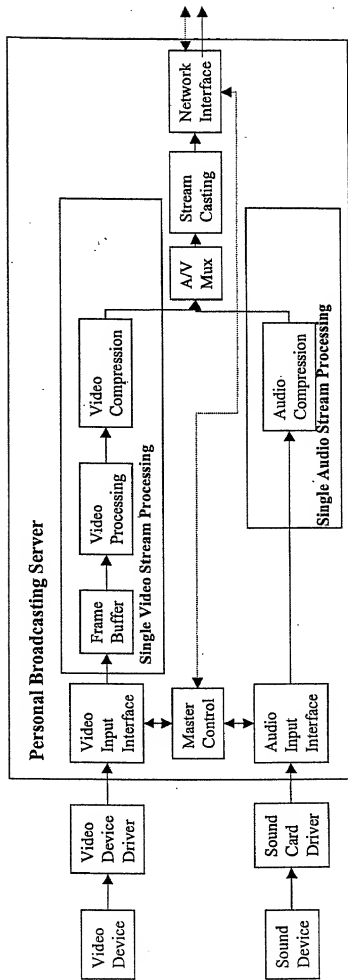 Personal Broadcasting Server
Video
Device
Video
Device
Driver
Video
Input
Interface
Frame
Buffer
Video
Processing
Video
Compression
Single Video Stream Processing
A/V
Mux
Stream
Casting
Network
Interface
Master
Control
Sound
Device
Sound
Card
Driver
Audio
Input
Interface
Audio
Compression
Single Audio Stream Processing